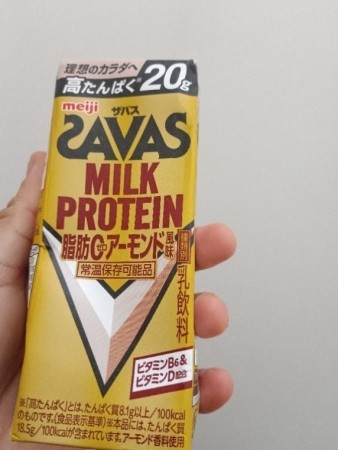 理想のカラダへ
高たんぱく※20g
meiji
ザバス
SAVAS
MILK
PROTEIN
脂肪0ゼロアーモンド風味
常温保存可能品
乳飲料
ビタミンB6&
ビタミンD配合
※「高たんぱく」とは、たんぱく質8.1g以上/100kcal
のものです。(食品表示基準)※本品には、たんぱく質
18.5g/100kcalが含まれています。アーモンド香料使用